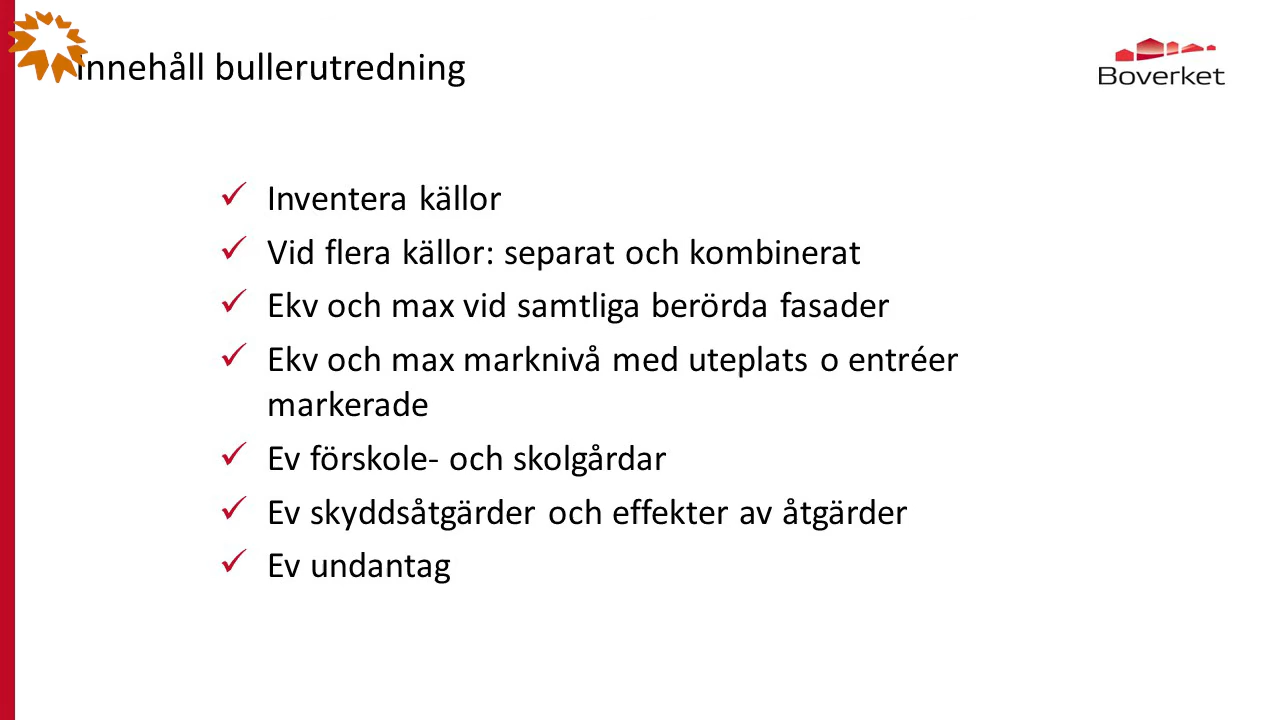 Innehåll bullerutredning
Boverket
Inventera källor
Vid flera källor: separat och kombinerat
Ekv och max vid samtliga berörda fasader
Ekv och max marknivå med uteplats o entréer
markerade
Ev förskole- och skolgårdar
Ev skyddsåtgärder och effekter av åtgärder
Ev undantag